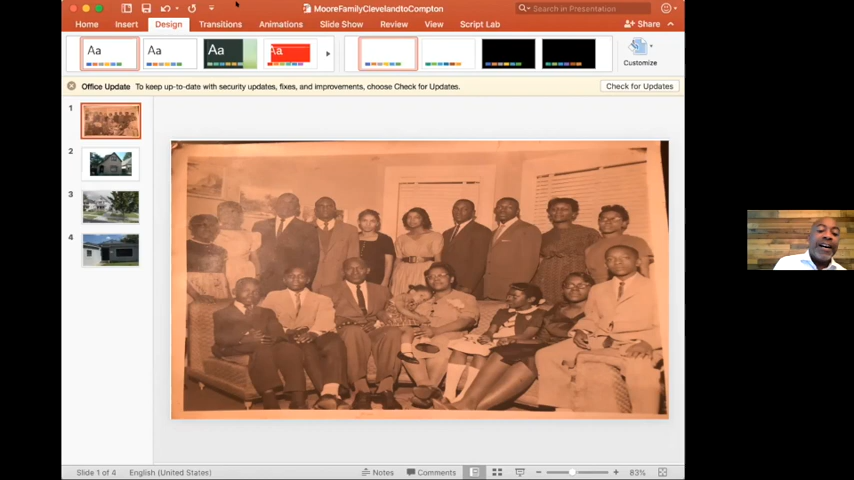 MooreFamilyClevelandtoCompton
Search in Presentation
Home Insert Design Transitions Animations Slide Show Review View Script Lab Share
Aa Aa Aa Aa
Customize
Office Update To keep up-to-date with security updates, fixes, and improvements, choose Check for Updates. Check for Updates
1
2
3
4
Slide 1 of 4 English (United States) Notes Comments 83%